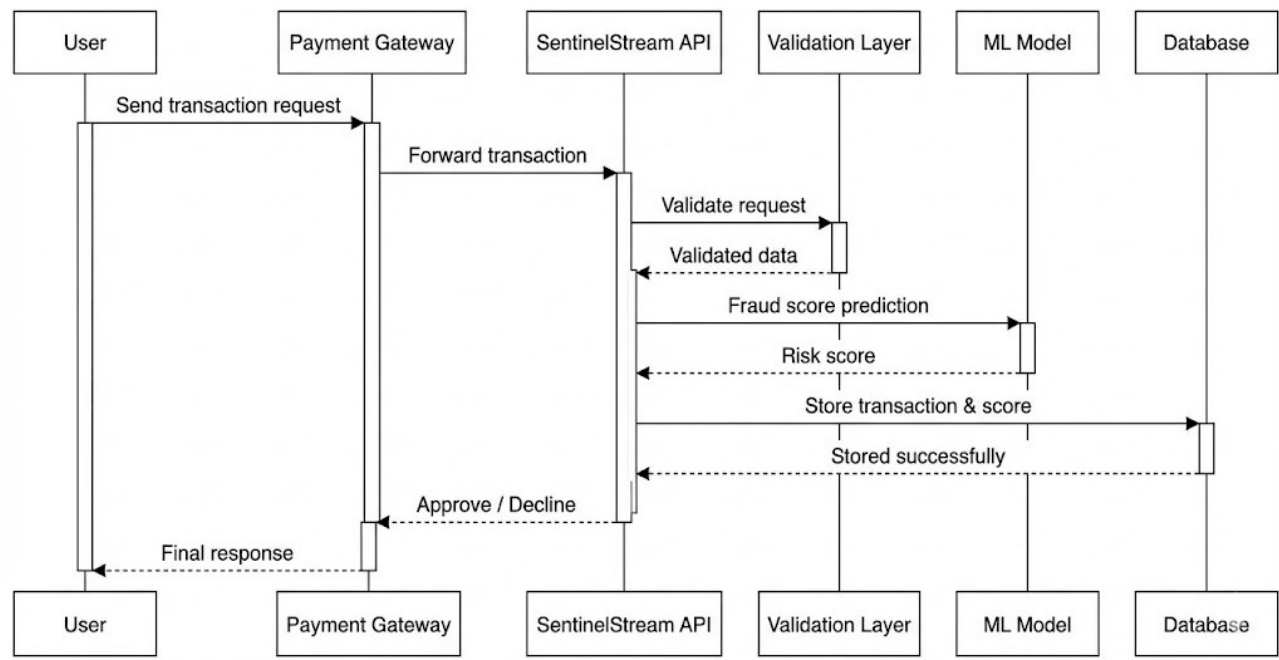 User
Payment Gateway
SentinelStream API
Validation Layer
ML Model
Database
Send transaction request
Forward transaction
Validate request
Validated data
Fraud score prediction
Risk score
Store transaction & score
Stored successfully
Approve / Decline
Final response
User
Payment Gateway
SentinelStream API
Validation Layer
ML Model
Database